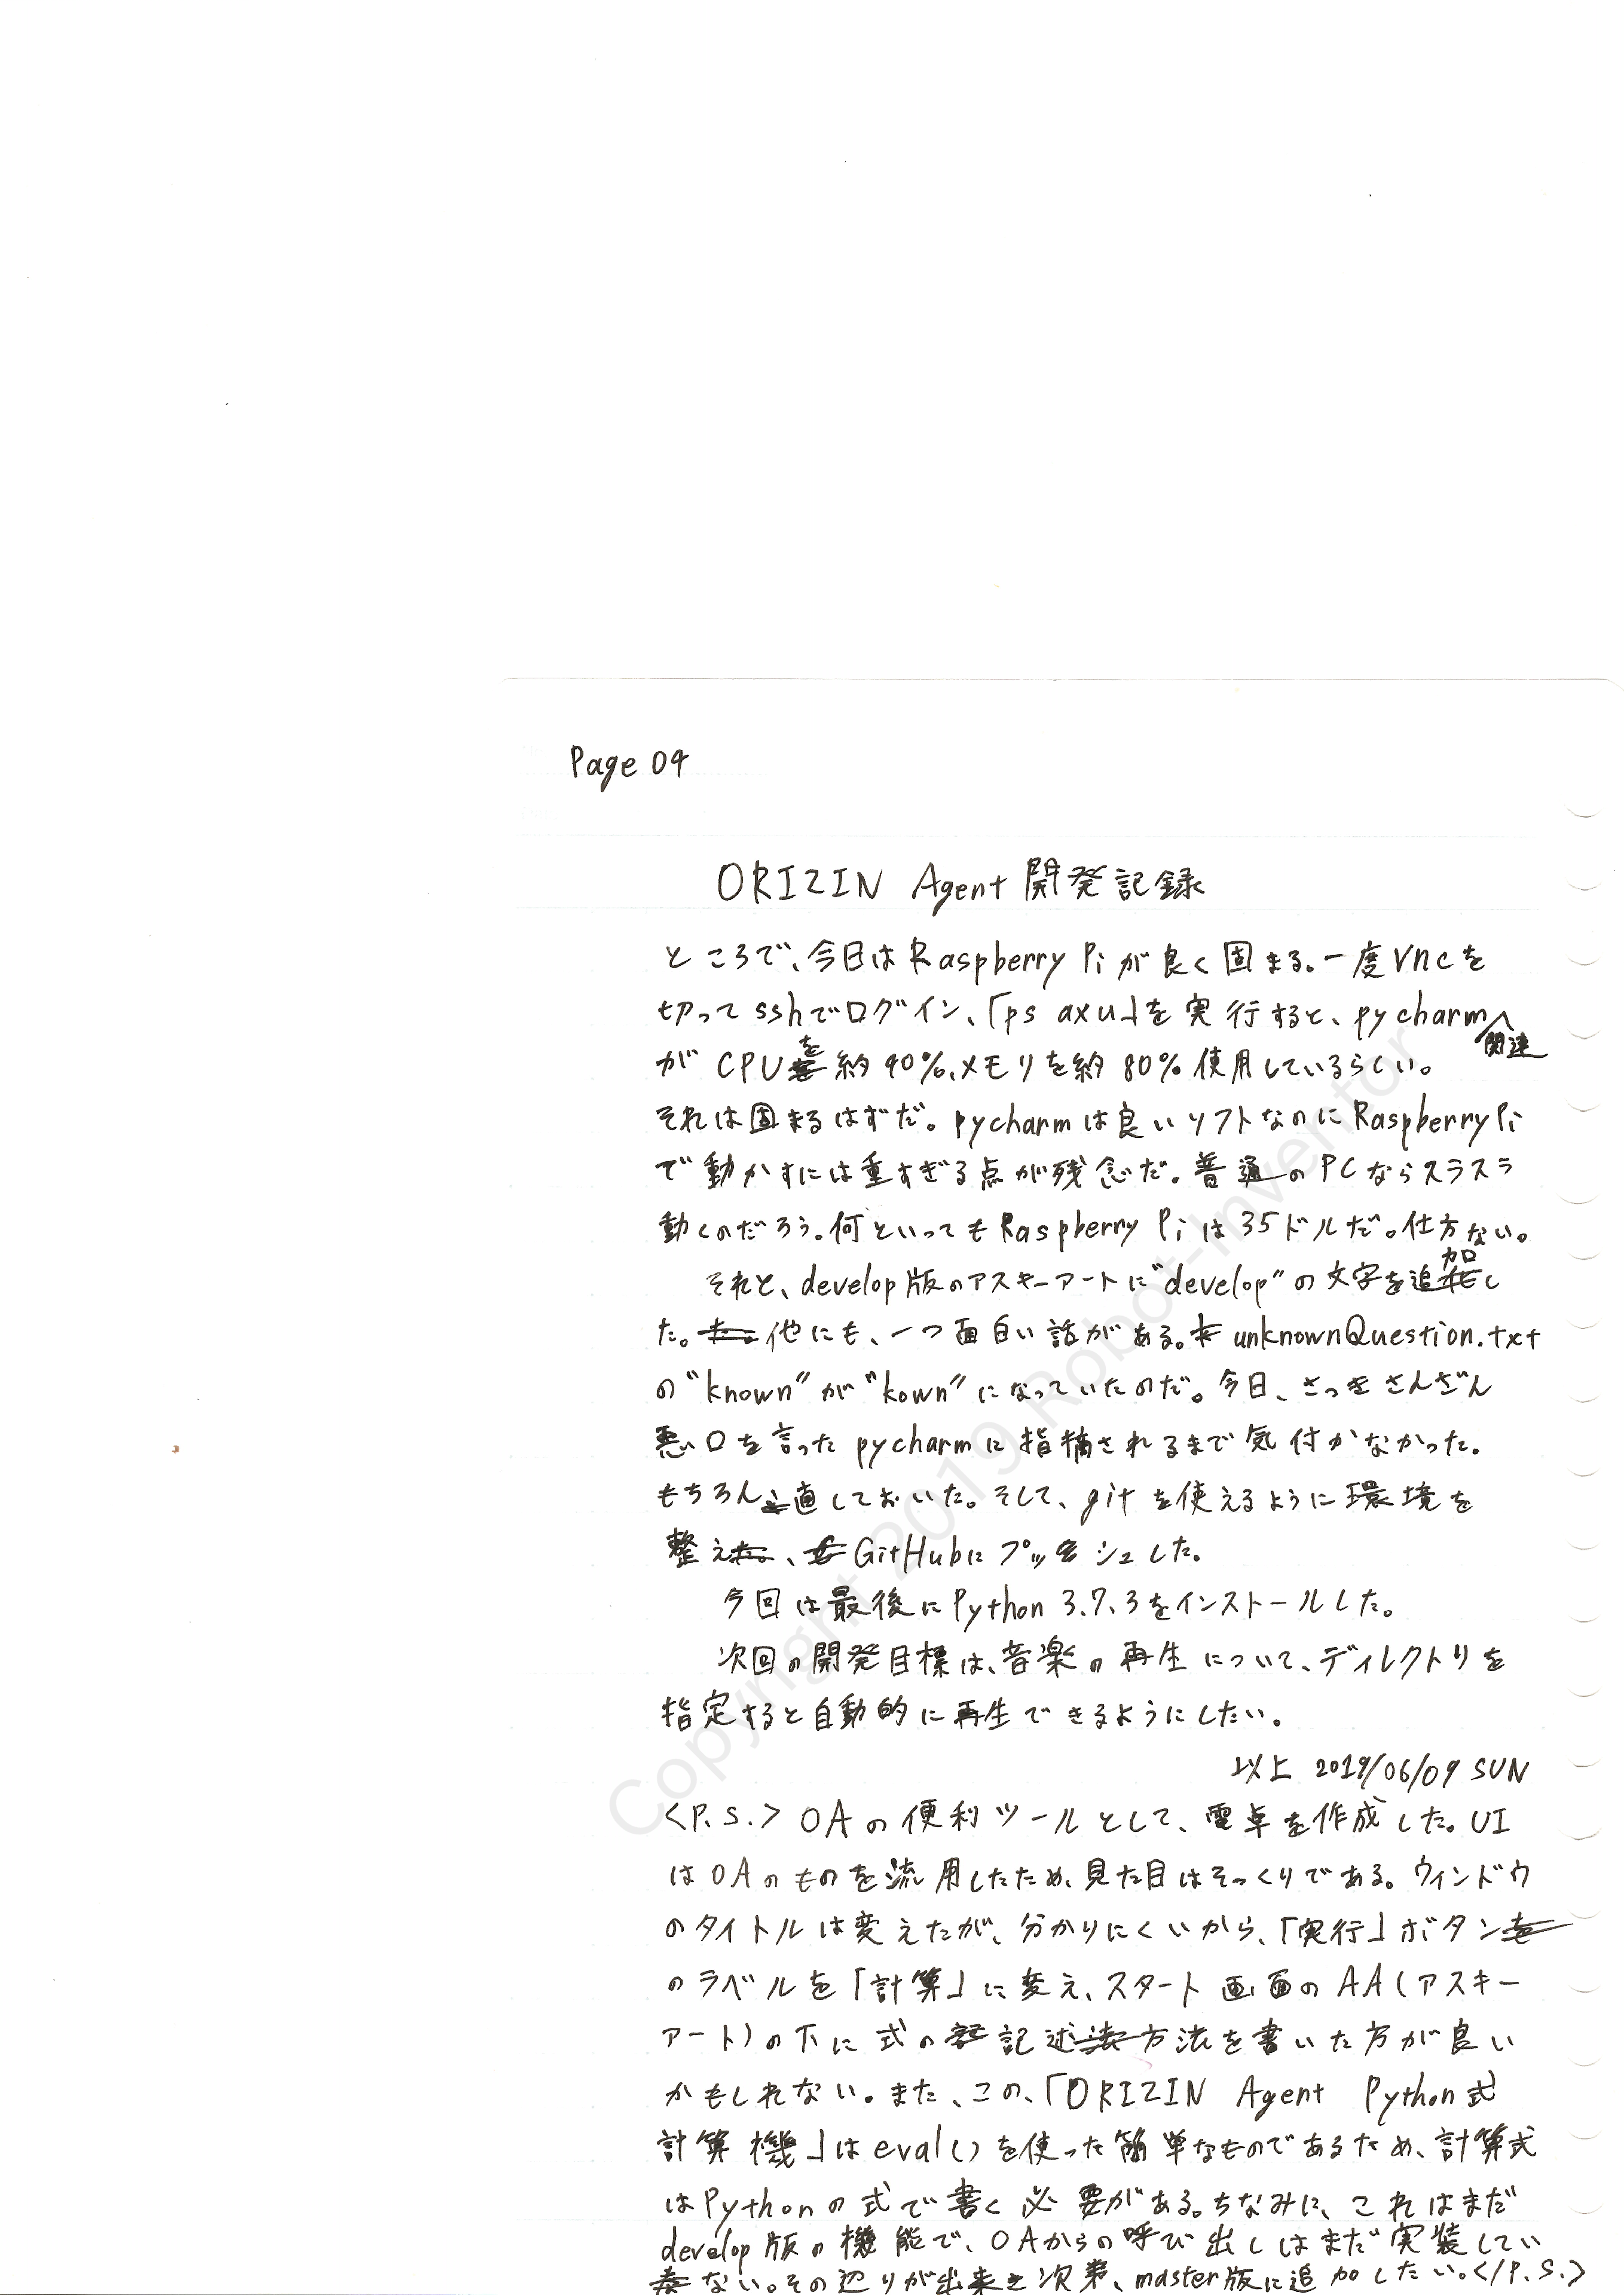 Page 04
ORIZIN Agent 開発記録
ところで、今日はRaspberry Piが良く固まる。一度vncを
切ってsshでログイン、「ps axu」を実行すると、pycharm関連
がCPUを約90%、メモリを約80%使用しているらしい。
それは固まるはずだ。pycharmは良いソフトなのにRaspberry Pi
で動かすには重すぎる点が残念だ。普通のPCならスラスラ
動くのだろう。何といってもRaspberry Piは35ドルだ。仕方ない。
それと、develop版のアスキーアートに"develop"の文字を追加し
た。他にも、一つ面白い話がある。unknownQuestion.txt
の"known"が"kown"になっていたのだ。今日、さっきさんざん
悪口を言ったpycharmに指摘されるまで気付かなかった。
もちろん直しておいた。そして、gitを使えるように環境を
整え、GitHubにプッシュした。
今回は最後にPython 3.7.3をインストールした。
次回の開発目標は、音楽の再生について、ディレクトリを
指定すると自動的に再生できるようにしたい。
以上 2019/06/09 SUN
<P.S.> OAの便利ツールとして、電卓を作成した。UI
はOAのものを流用したため、見た目はそっくりである。ウィンドウ
のタイトルは変えたが、分かりにくいから、「実行」ボタン
のラベルを「計算」に変え、スタート画面のAA(アスキー
アート)の下に式の記述方法を書いた方が良い
かもしれない。また、この、「ORIZIN Agent Python式
計算機」はeval()を使った簡単なものであるため、計算式
はPythonの式で書く必要がある。ちなみに、これはまだ
develop版の機能で、OAからの呼び出しはまだ実装してい
ない。その辺りが出来次第、master版に追加したい。</P.S.>
Copyright 2019 Robot-Inventor